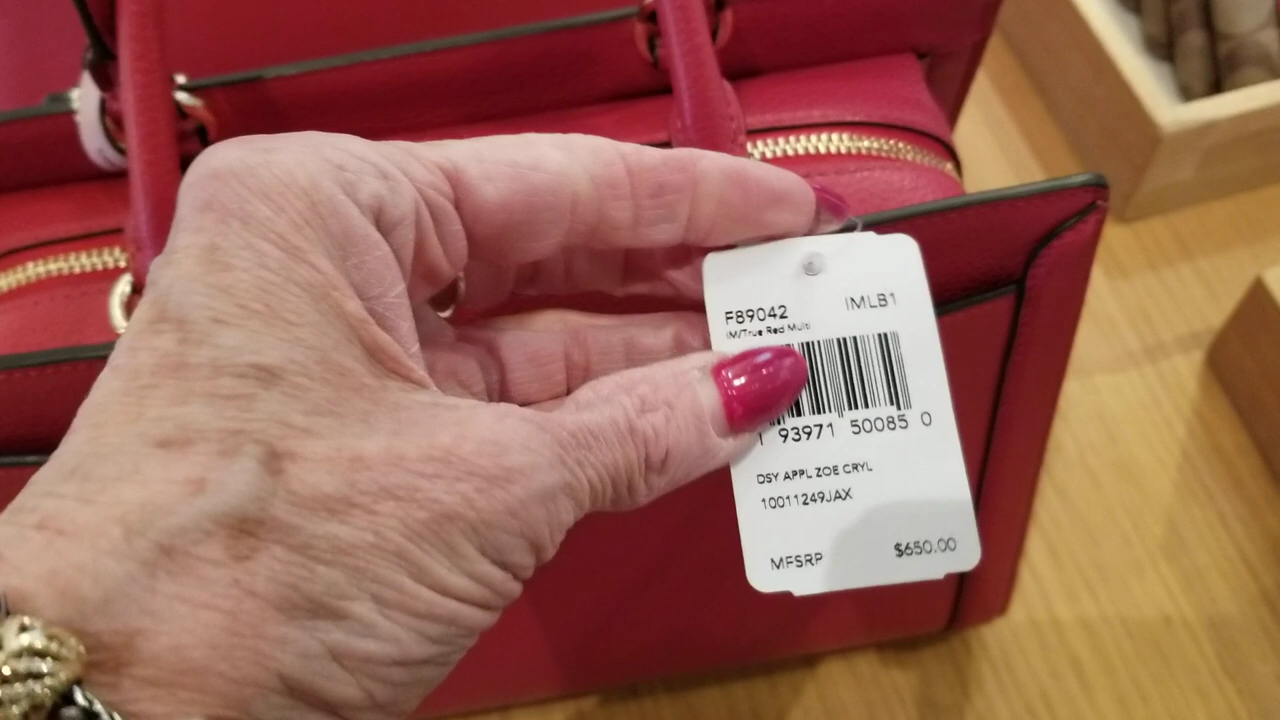 F89042 IMLB1
IM/True Red Multi
1 93971 50085 0
DSY APPL ZOE CRYL
10011249JAX
MFSRP $650.00